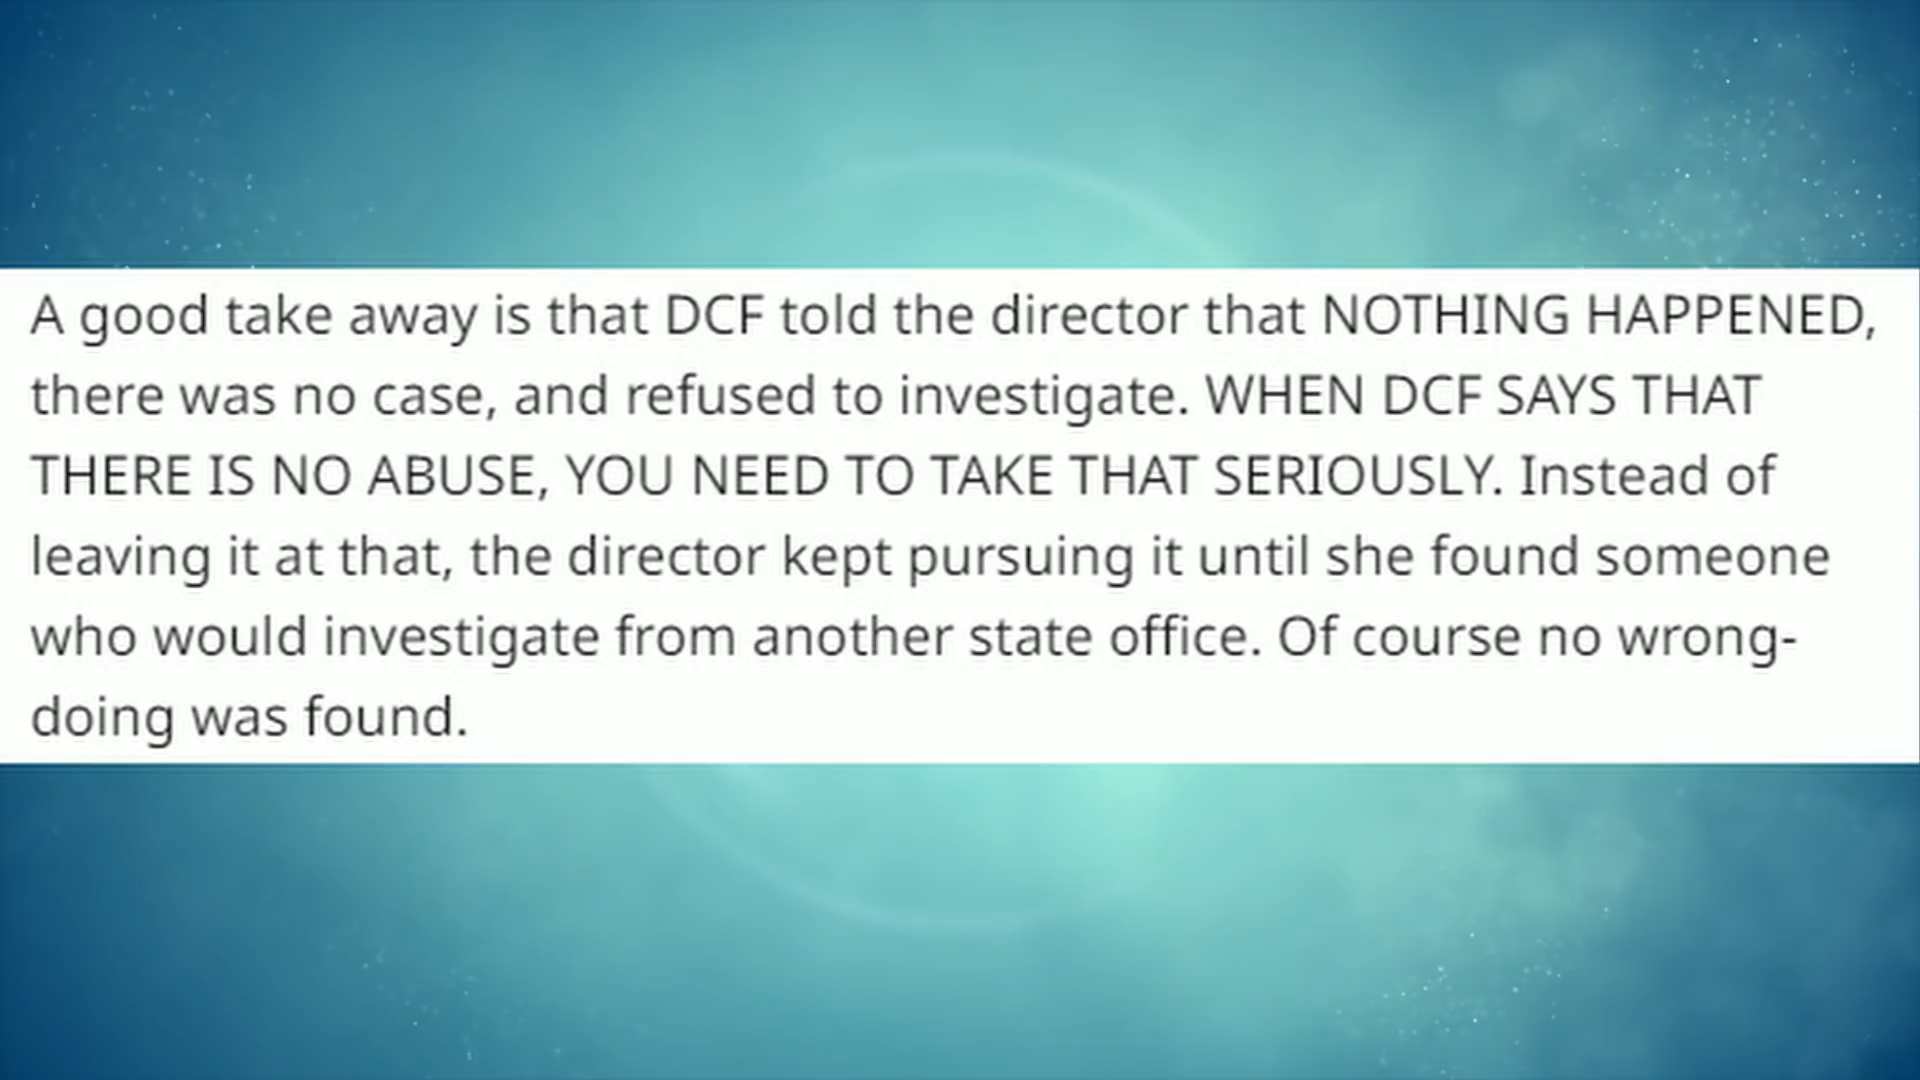 A good take away is that DCF told the director that NOTHING HAPPENED,
there was no case, and refused to investigate. WHEN DCF SAYS THAT
THERE IS NO ABUSE, YOU NEED TO TAKE THAT SERIOUSLY. Instead of
leaving it at that, the director kept pursuing it until she found someone
who would investigate from another state office. Of course no wrong-
doing was found.